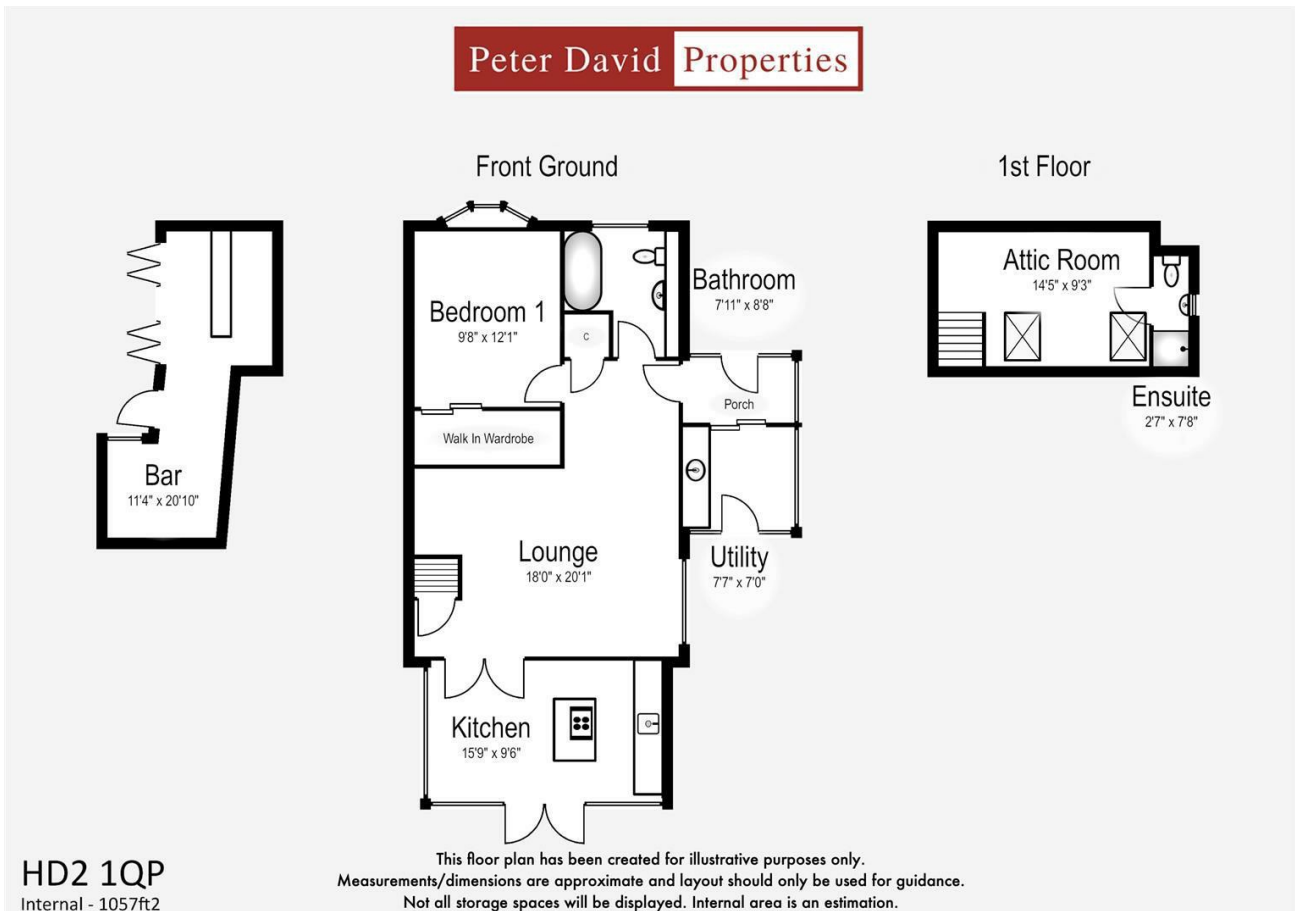 Peter David Properties
Front Ground
1st Floor
Bedroom 1
9'8" x 12'1"
Bathroom
7'11" x 8'8"
C
Porch
Walk In Wardrobe
Attic Room
14'5" x 9'3"
Ensuite
2'7" x 7'8"
Bar
11'4" x 20'10"
Lounge
18'0" x 20'1"
Utility
7'7" x 7'0"
Kitchen
15'9" x 9'6"
HD2 1QP
Internal - 1057ft2
This floor plan has been created for illustrative purposes only.
Measurements/dimensions are approximate and layout should only be used for guidance.
Not all storage spaces will be displayed. Internal area is an estimation.